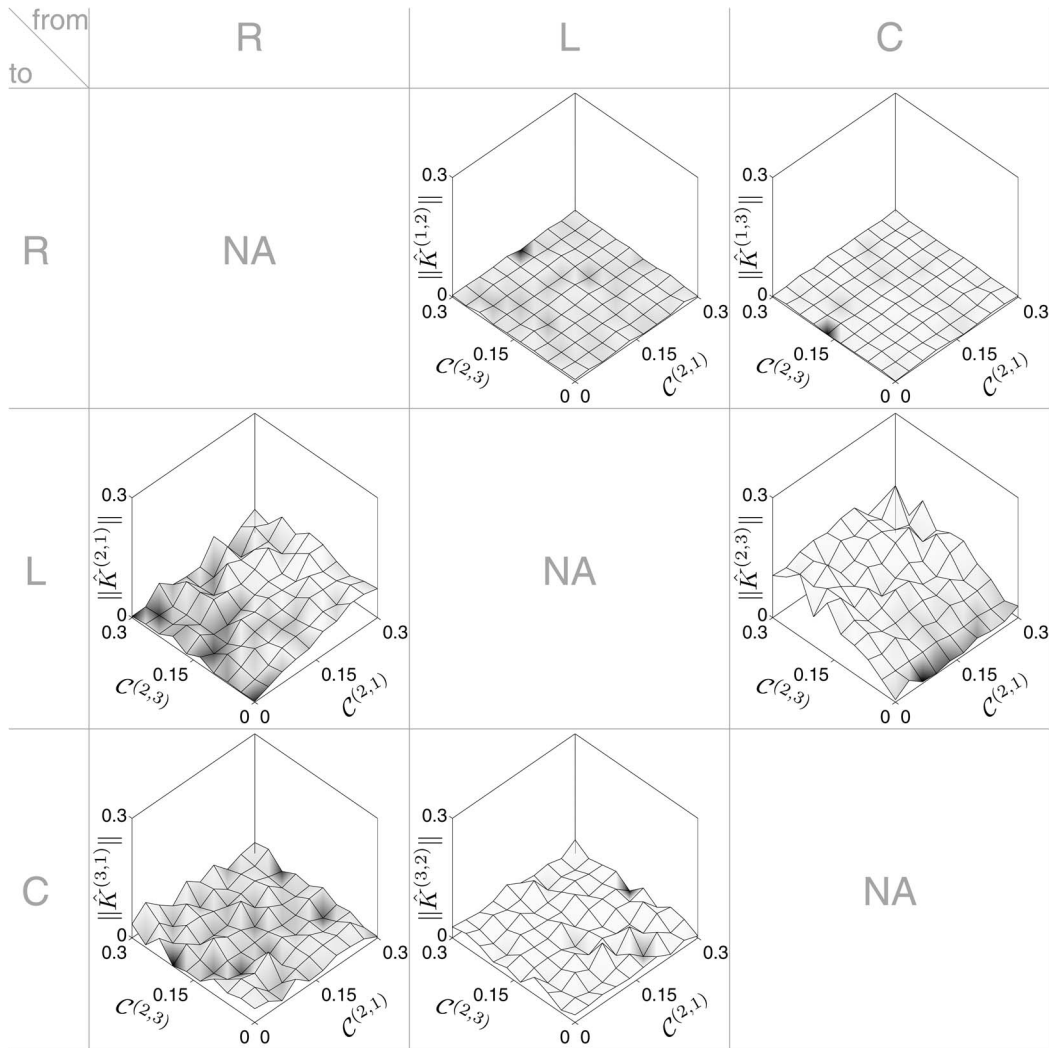 from
to
R
L
C
R
NA
0.3
||K̂^(1,2)||
0
0.3
0.15
C^(2,3)
0 0
0.15
C^(2,1)
0.3
0.3
||K̂^(1,3)||
0
0.3
0.15
C^(2,3)
0 0
0.15
C^(2,1)
0.3
L
0.3
||K̂^(2,1)||
0
0.3
0.15
C^(2,3)
0 0
0.15
C^(2,1)
0.3
NA
0.3
||K̂^(2,3)||
0
0.3
0.15
C^(2,3)
0 0
0.15
C^(2,1)
0.3
C
0.3
||K̂^(3,1)||
0
0.3
0.15
C^(2,3)
0 0
0.15
C^(2,1)
0.3
0.3
||K̂^(3,2)||
0
0.3
0.15
C^(2,3)
0 0
0.15
C^(2,1)
0.3
NA